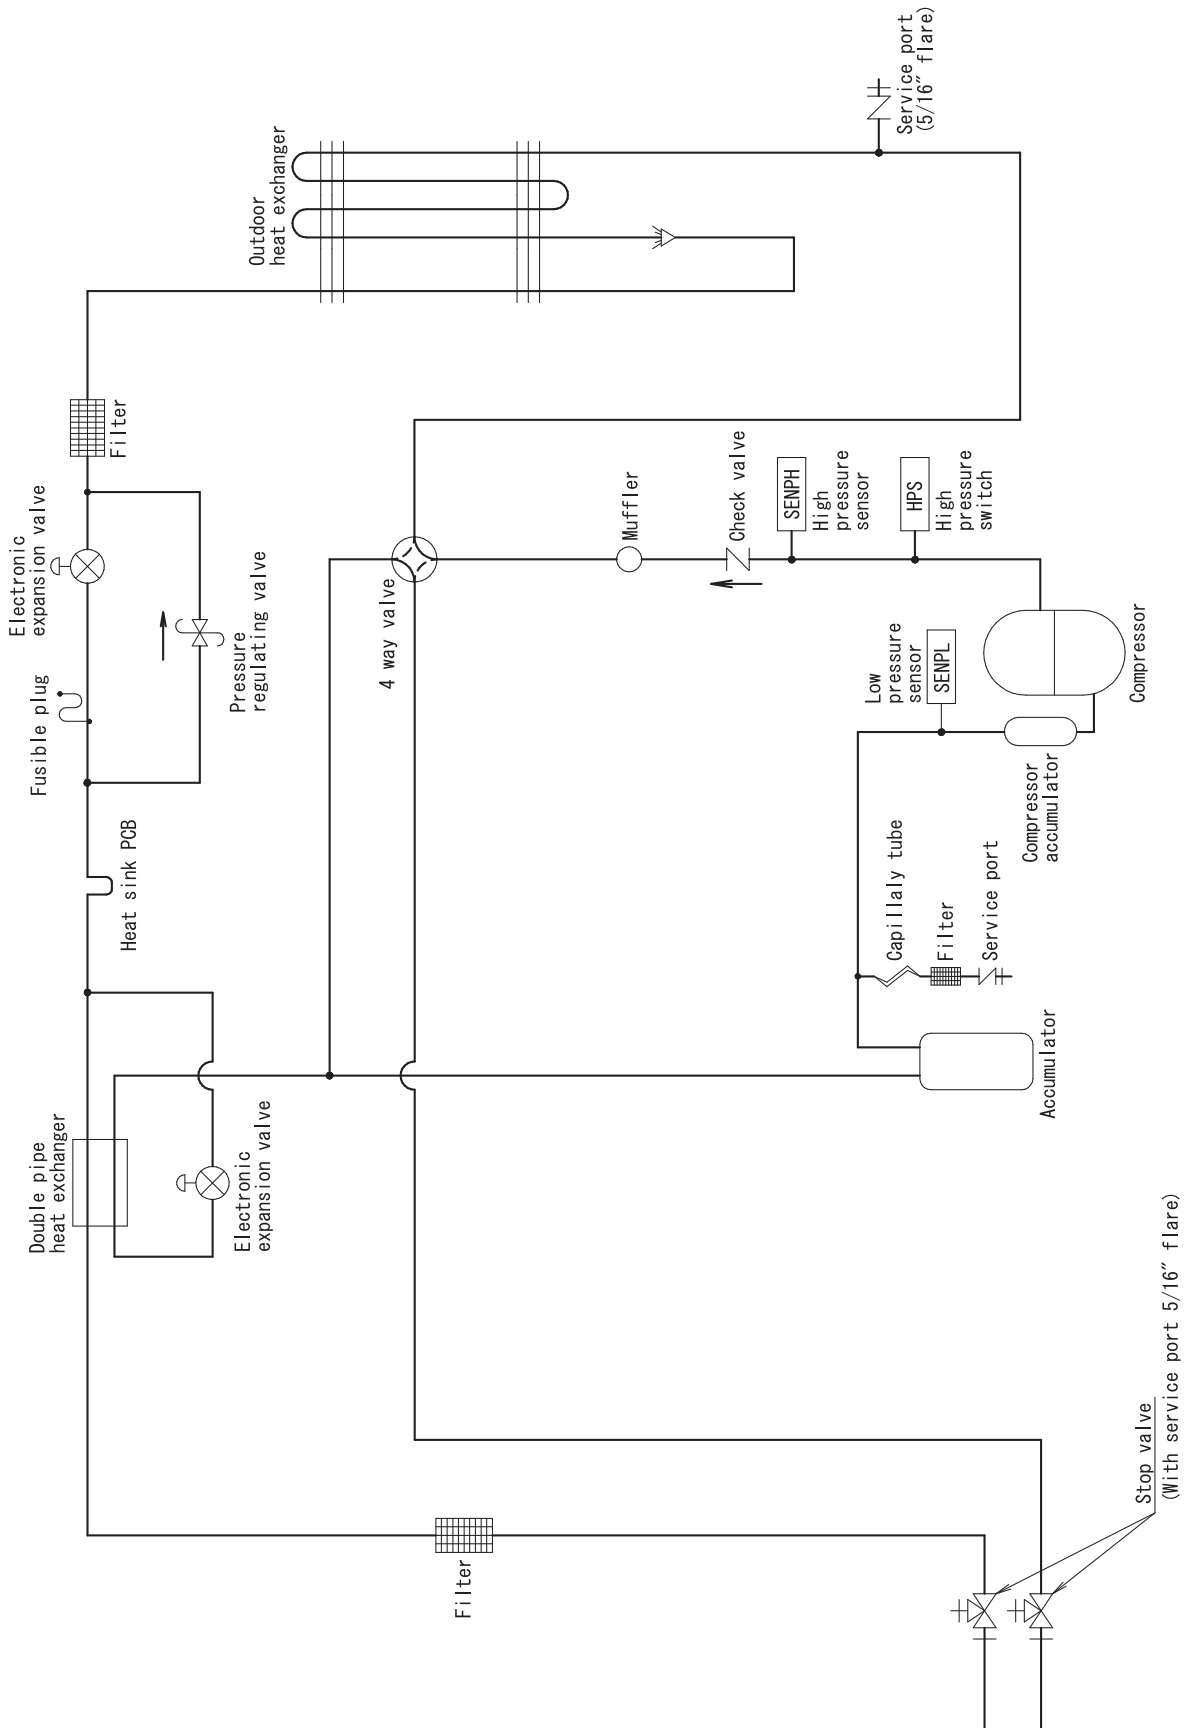 Service port
(5/16″ flare)
Outdoor
heat exchanger
Filter
Electronic
expansion valve
Pressure
regulating valve
Fusible plug
Heat sink PCB
Double pipe
heat exchanger
Electronic
expansion valve
4 way valve
Muffler
Check valve
SENPH
High
pressure
sensor
HPS
High
pressure
switch
Low
pressure
sensor
SENPL
Compressor
Compressor
accumulator
Capillaly tube
Filter
Service port
Accumulator
Filter
Stop valve
(With service port 5/16″ flare)